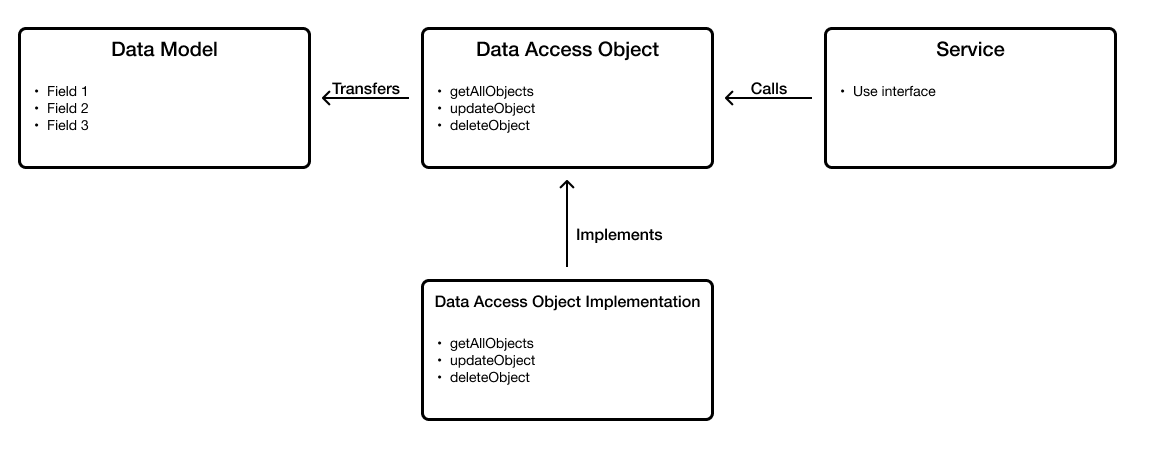 Data Model
• Field 1
• Field 2
• Field 3
Transfers
Data Access Object
• getAllObjects
• updateObject
• deleteObject
Calls
Service
• Use interface
Implements
Data Access Object Implementation
• getAllObjects
• updateObject
• deleteObject